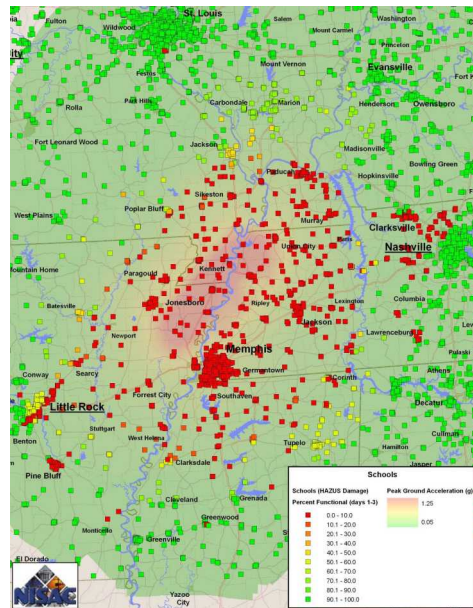 Fulton
St. Louis
Salem
Washington
Wildwood
Mount Carmel
City
Princeton
Mount Vernon
Evansville
Festus
Fort K
Park Hills
Carbondale
Marion
Henderson
Owensboro
Rolla
Fort Leonard Wood
Jackson
Madisonville
Bowling Green
Paducah
Hopkinsville
Sikeston
West Plains
Poplar Bluff
Murray
Clarksville
Nashville
Union City
Mountain Home
Paragould
Kennett
Columbia
Batesville
Jonesboro
Ripley
Lexington
Jackson
Newport
Lawrenceburg
Pulaski
Memphis
Conway
Searcy
Germantown
Athens
Corinth
Little Rock
Forrest City
Southaven
Decatur
Benton
Stuttgart
West Helena
Tupelo
Cullman
Hamilton
Pine Bluff
Clarksdale
Jasper
Cleveland
Grenada
Greenwood
Monticello
Greenville
El Dorado
Yazoo
City
NISAC
Schools
Schools (HAZUS Damage)
Percent Functional (days 1-3)
0.0 - 10.0
10.1 - 20.0
20.1 - 30.0
30.1 - 40.0
40.1 - 50.0
50.1 - 60.0
60.1 - 70.0
70.1 - 80.0
80.1 - 90.0
90.1 - 100.0
Peak Ground Acceleration (g)
1.25
0.05